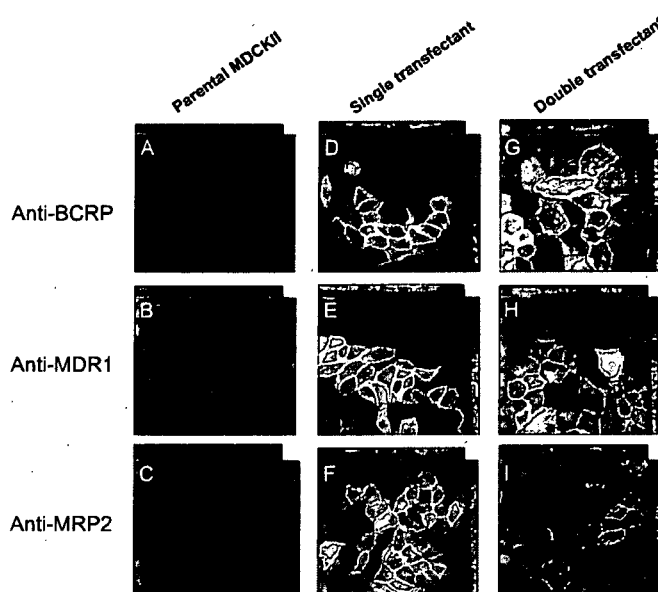 Parental MDCKII
Single transfectant
Double transfectant
A
D
G
Anti-BCRP
B
E
H
Anti-MDR1
C
F
I
Anti-MRP2